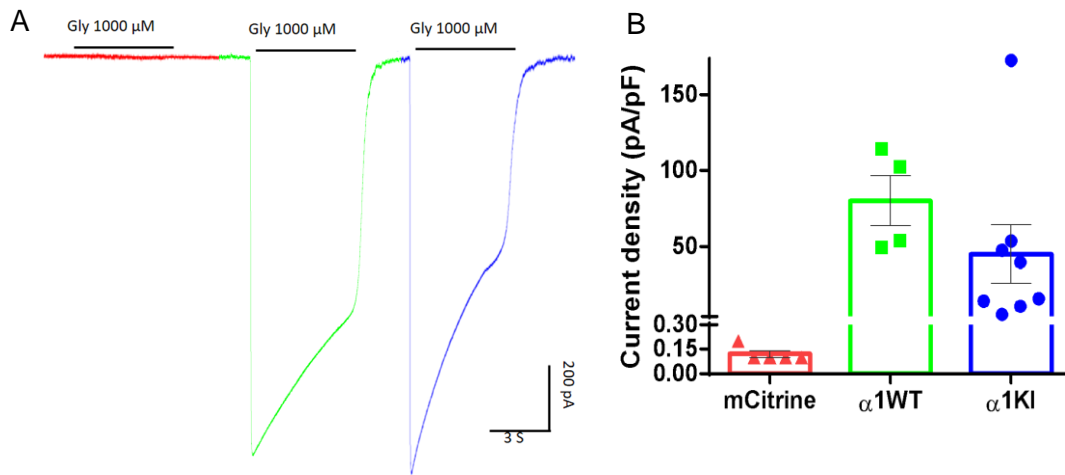 A
Gly 1000 µM
Gly 1000 µM
Gly 1000 µM
200 pA
3 S
B
Current density (pA/pF)
150
100
50
0.30
0.15
0.00
mCitrine
α1WT
α1KI